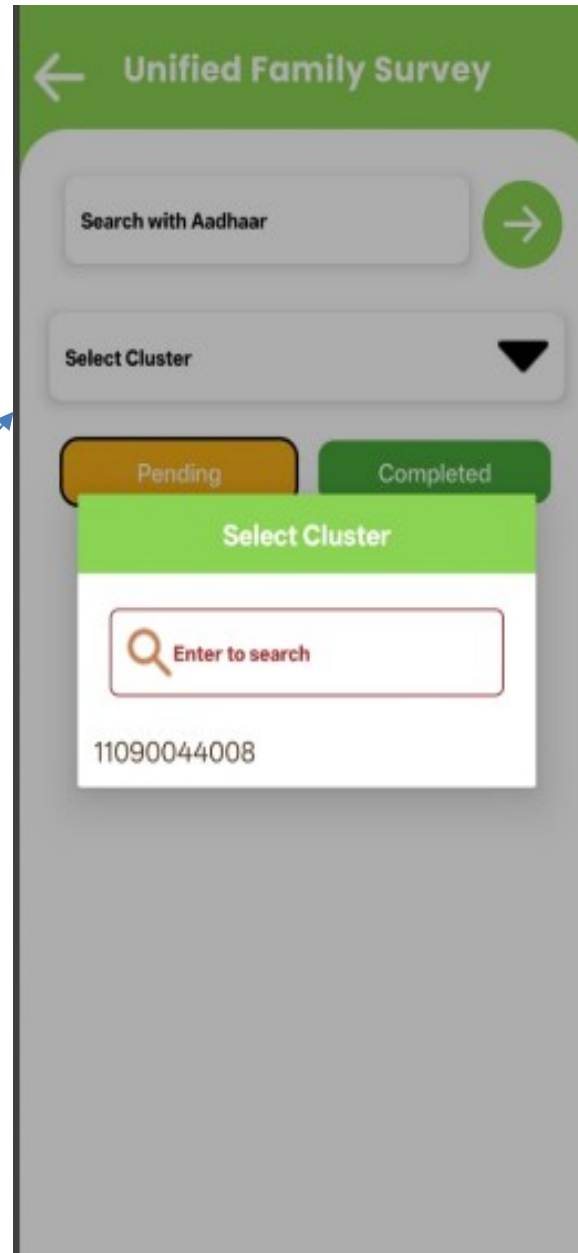 Unified Family Survey
Search with Aadhaar
Select Cluster
Pending Completed
Select Cluster
Enter to search
11090044008